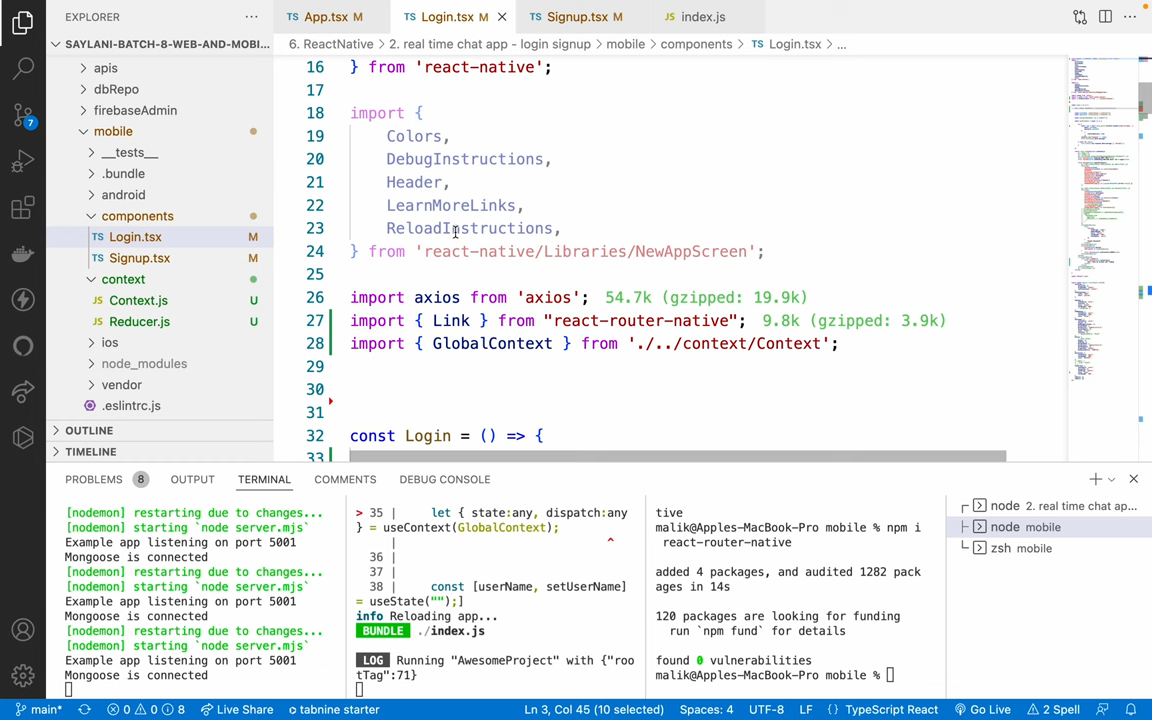 EXPLORER
App.tsx M
Login.tsx M
Signup.tsx M
JS index.js
SAYLANI-BATCH-8-WEB-AND-MOBI...
6. ReactNative > 2. real time chat app - login signup > mobile > components > TS Login.tsx > ...
apis
dbRepo
firebaseAdmin
mobile
__tests__
.bundle
android
components
TS Login.tsx M
TS Signup.tsx M
context
JS Context.js U
JS Reducer.js U
ios
node_modules
vendor
.eslintrc.js
OUTLINE
TIMELINE
16 } from 'react-native';
17
18 import {
19 Colors,
20 DebugInstructions,
21 Header,
22 LearnMoreLinks,
23 ReloadInstructions,
24 } from 'react-native/Libraries/NewAppScreen';
25
26 import axios from 'axios'; 54.7k (gzipped: 19.9k)
27 import { Link } from "react-router-native"; 9.8k (gzipped: 3.9k)
28 import { GlobalContext } from './../context/Context';
29
30
31
32 const Login = () => {
33
PROBLEMS 8 OUTPUT TERMINAL COMMENTS DEBUG CONSOLE
[nodemon] restarting due to changes...
[nodemon] starting `node server.mjs`
Example app listening on port 5001
Mongoose is connected
[nodemon] restarting due to changes...
[nodemon] starting `node server.mjs`
Example app listening on port 5001
Mongoose is connected
[nodemon] restarting due to changes...
[nodemon] starting `node server.mjs`
Example app listening on port 5001
Mongoose is connected
> 35 | let { state:any, dispatch:any
} = useContext(GlobalContext);
| ^
36 |
37 |
38 | const [userName, setUserName]
= useState("");]
info Reloading app...
BUNDLE ./index.js
LOG Running "AwesomeProject" with {"roo
tTag":71}
tive
malik@Apples-MacBook-Pro mobile % npm i
react-router-native
added 4 packages, and audited 1282 pack
ages in 14s
120 packages are looking for funding
run `npm fund` for details
found 0 vulnerabilities
malik@Apples-MacBook-Pro mobile %
node 2. real time chat ap...
node mobile
zsh mobile
7
main* 0 0 8 Live Share tabnine starter Ln 3, Col 45 (10 selected) Spaces: 4 UTF-8 LF {} TypeScript React Go Live 2 Spell